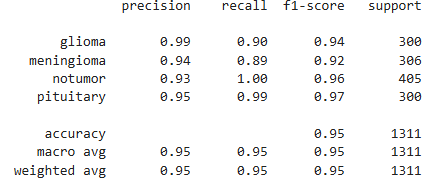 precision recall f1-score support
glioma 0.99 0.90 0.94 300
meningioma 0.94 0.89 0.92 306
notumor 0.93 1.00 0.96 405
pituitary 0.95 0.99 0.97 300
accuracy 0.95 1311
macro avg 0.95 0.95 0.95 1311
weighted avg 0.95 0.95 0.95 1311